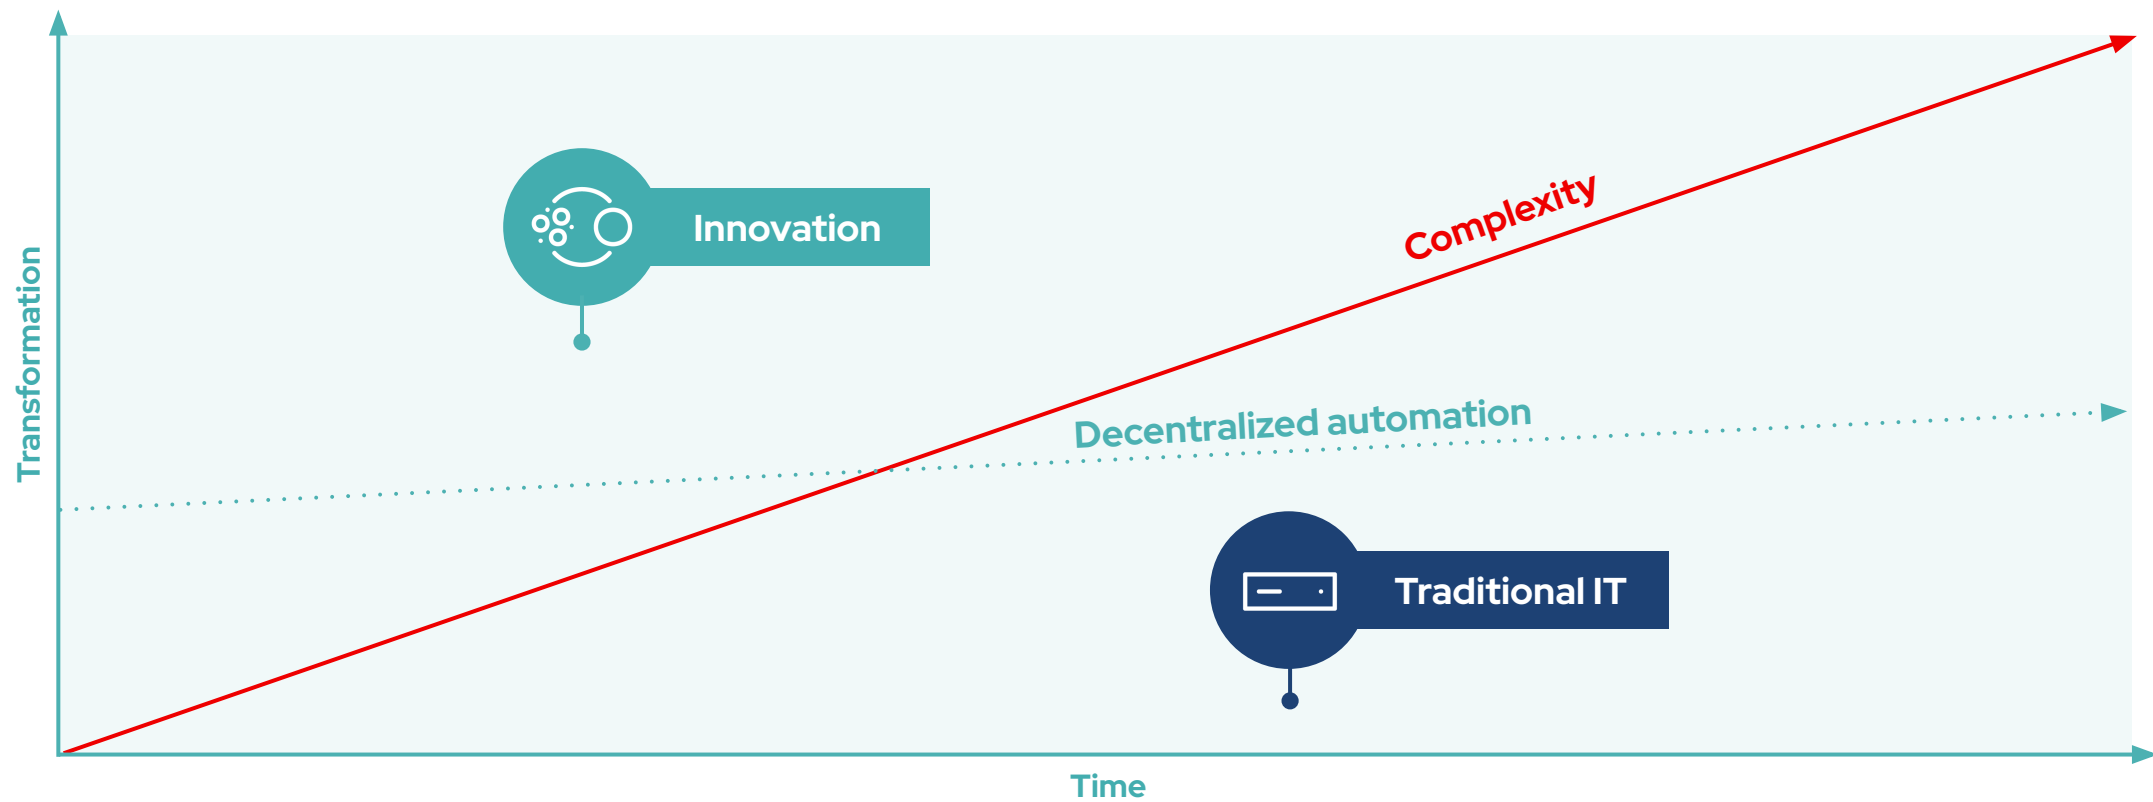 Transformation
Innovation
Complexity
Decentralized automation
Traditional IT
Time